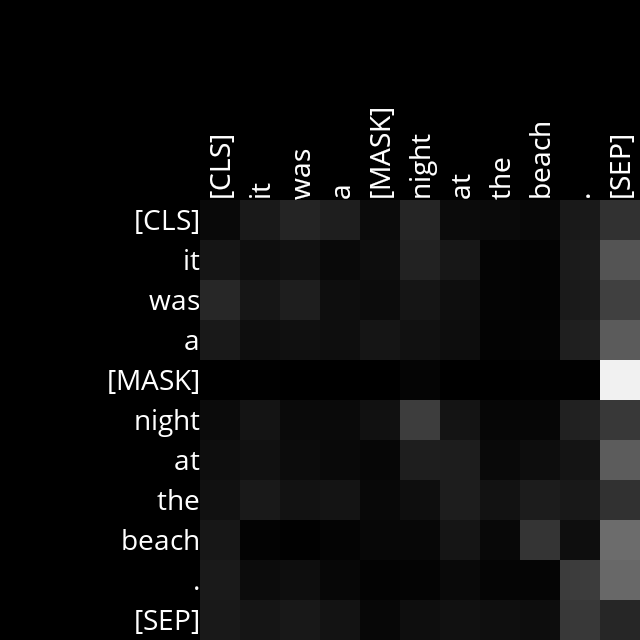 [CLS] it was a [MASK] night at the beach . [SEP]
[CLS]
it
was
a
[MASK]
night
at
the
beach
.
[SEP]